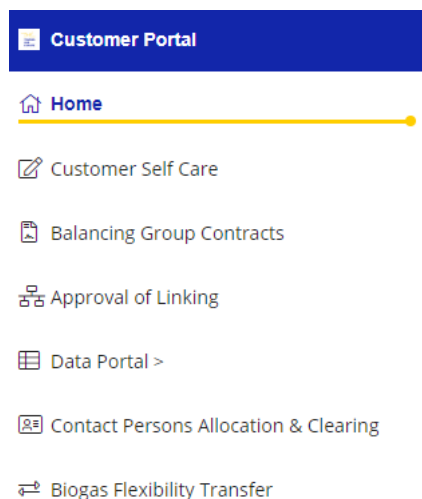 Customer Portal
Home
Customer Self Care
Balancing Group Contracts
Approval of Linking
Data Portal >
Contact Persons Allocation & Clearing
Biogas Flexibility Transfer